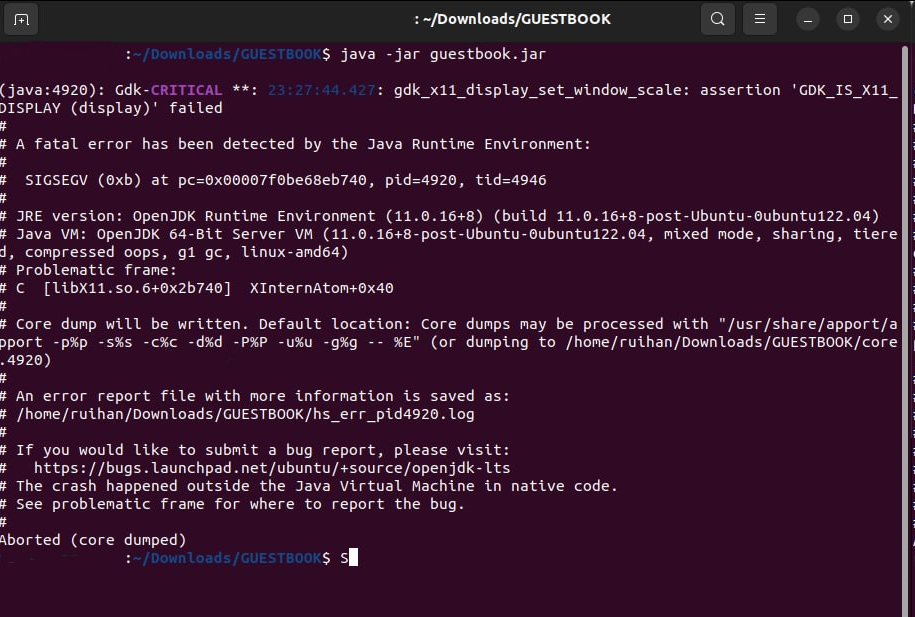 : ~/Downloads/GUESTBOOK
:~/Downloads/GUESTBOOK$ java -jar guestbook.jar
(java:4920): Gdk-CRITICAL **: 23:27:44.427: gdk_x11_display_set_window_scale: assertion 'GDK_IS_X11_
DISPLAY (display)' failed
#
# A fatal error has been detected by the Java Runtime Environment:
#
#  SIGSEGV (0xb) at pc=0x00007f0be68eb740, pid=4920, tid=4946
#
# JRE version: OpenJDK Runtime Environment (11.0.16+8) (build 11.0.16+8-post-Ubuntu-0ubuntu122.04)
# Java VM: OpenJDK 64-Bit Server VM (11.0.16+8-post-Ubuntu-0ubuntu122.04, mixed mode, sharing, tiere
d, compressed oops, g1 gc, linux-amd64)
# Problematic frame:
# C  [libX11.so.6+0x2b740]  XInternAtom+0x40
#
# Core dump will be written. Default location: Core dumps may be processed with "/usr/share/apport/a
pport -p%p -s%s -c%c -d%d -P%P -u%u -g%g -- %E" (or dumping to /home/ruihan/Downloads/GUESTBOOK/core
.4920)
#
# An error report file with more information is saved as:
# /home/ruihan/Downloads/GUESTBOOK/hs_err_pid4920.log
#
# If you would like to submit a bug report, please visit:
#   https://bugs.launchpad.net/ubuntu/+source/openjdk-lts
# The crash happened outside the Java Virtual Machine in native code.
# See problematic frame for where to report the bug.
#
Aborted (core dumped)
:~/Downloads/GUESTBOOK$ S